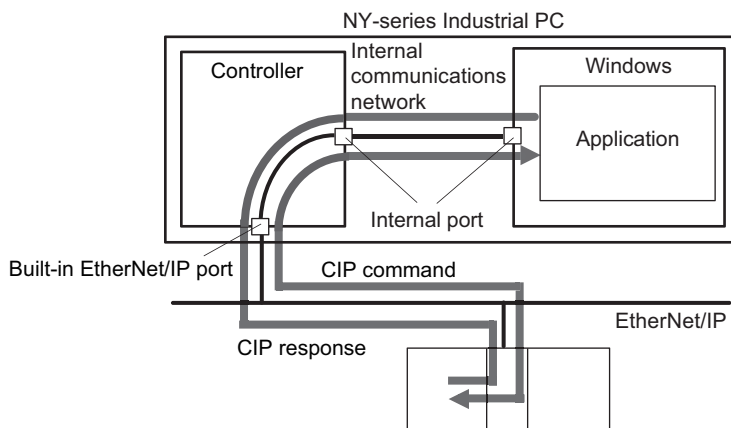 NY-series Industrial PC
Controller
Internal
communications
network
Windows
Application
Internal port
Built-in EtherNet/IP port
CIP command
EtherNet/IP
CIP response